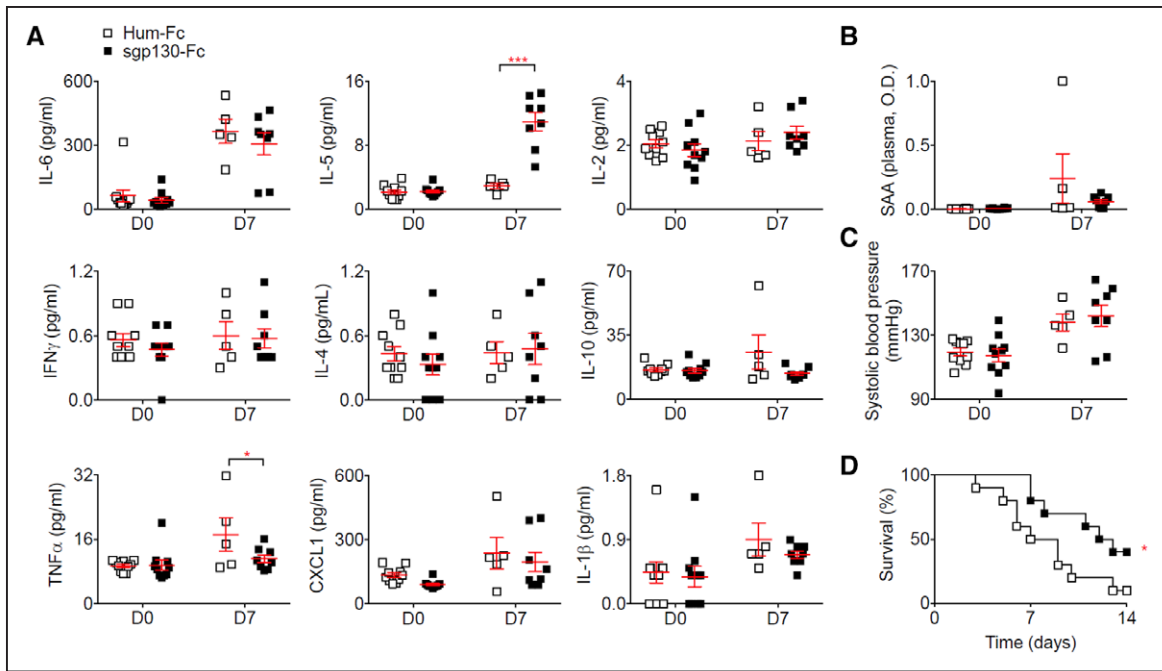 A
Hum-Fc
sgp130-Fc
IL-6 (pg/ml)
600
300
0
D0
D7
IL-5 (pg/ml)
16
8
0
***
D0
D7
IL-2 (pg/ml)
4
2
0
D0
D7
B
SAA (plasma, O.D.)
1.0
0.5
0.0
D0
D7
IFNγ (pg/ml)
1.2
0.6
0.0
D0
D7
IL-4 (pg/mL)
1.2
0.6
0.0
D0
D7
IL-10 (pg/ml)
70
35
0
D0
D7
C
Systolic blood pressure
(mmHg)
170
130
90
D0
D7
TNFα (pg/ml)
32
16
0
*
D0
D7
CXCL1 (pg/ml)
600
300
0
D0
D7
IL-1β (pg/ml)
1.8
0.9
0.0
D0
D7
D
Survival (%)
100
50
0
*
0
7
14
Time (days)